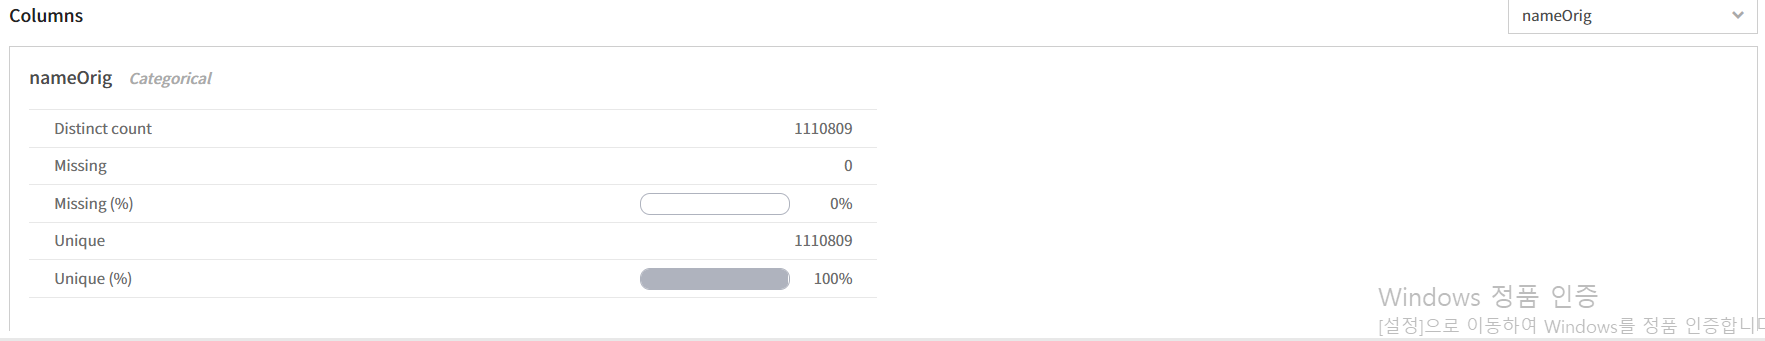 Columns
nameOrig
nameOrig Categorical
Distinct count 1110809
Missing 0
Missing (%) 0%
Unique 1110809
Unique (%) 100%
Windows 정품 인증
[설정]으로 이동하여 Windows를 정품 인증합니다